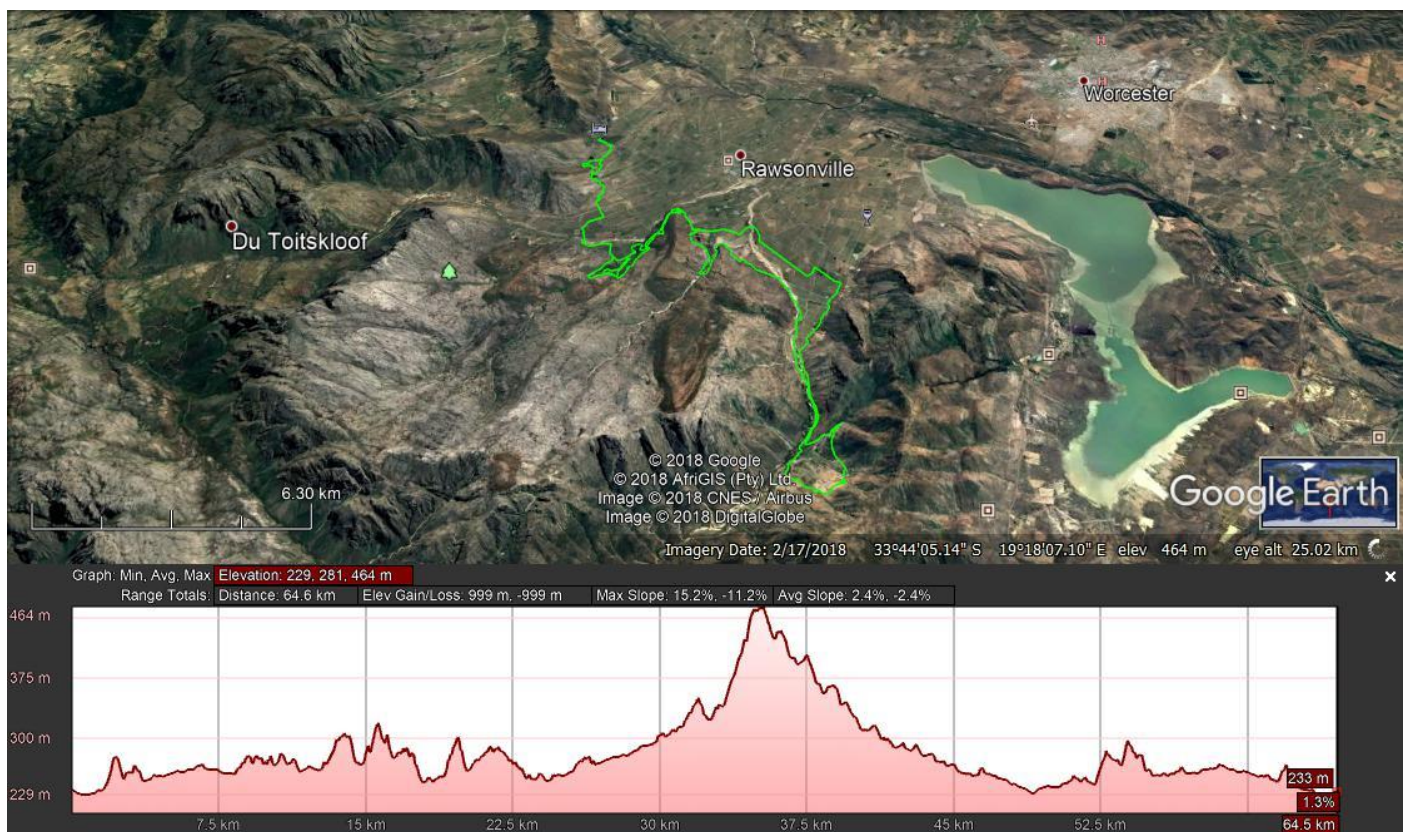 Worcester
Rawsonville
Du Toitskloof
© 2018 Google
© 2018 AfriGIS (Pty) Ltd.
Image © 2018 CNES / Airbus
Image © 2018 DigitalGlobe
6.30 km
Google Earth
Imagery Date: 2/17/2018 33°44'05.14" S 19°18'07.10" E elev 464 m eye alt 25.02 km
Graph: Min, Avg, Max Elevation: 229, 281, 464 m
Range Totals: Distance: 64.6 km Elev Gain/Loss: 999 m, -999 m Max Slope: 15.2%, -11.2% Avg Slope: 2.4%, -2.4%
464 m
375 m
300 m
229 m
233 m
1.3%
7.5 km 15 km 22.5 km 30 km 37.5 km 45 km 52.5 km 64.5 km